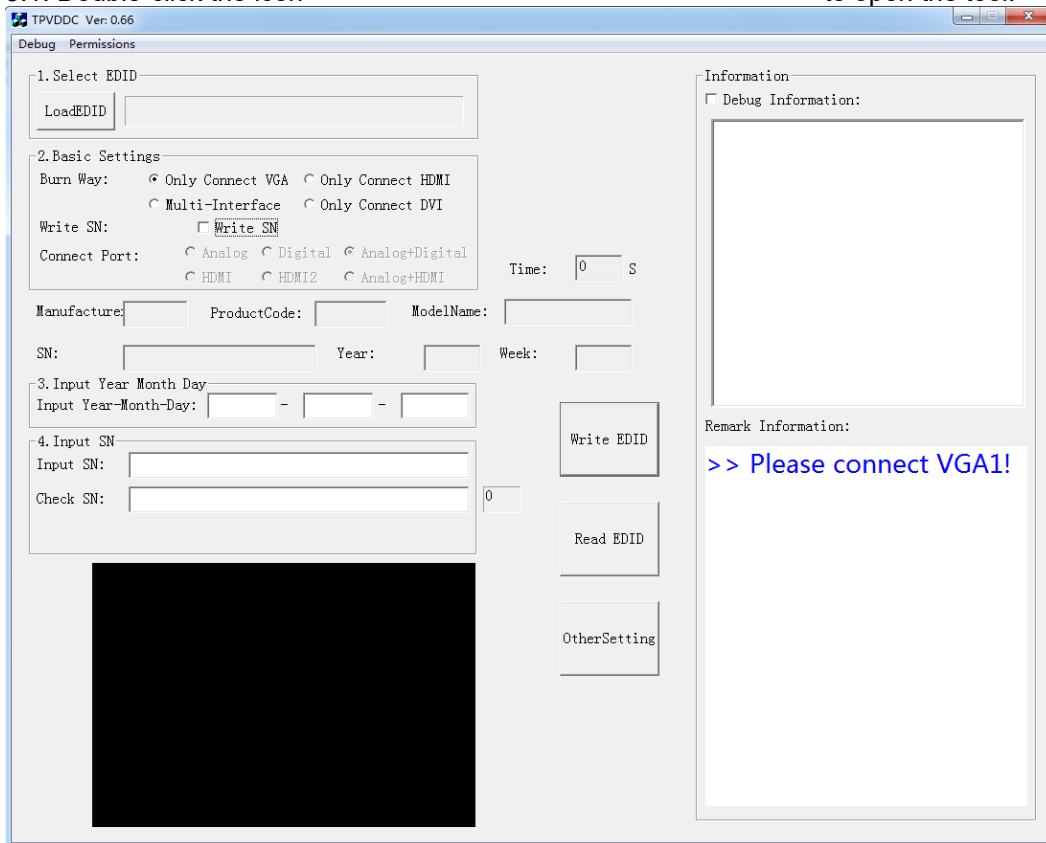 to open the tool.
TPVDDC Ver: 0.66
Debug Permissions
1.Select EDID
LoadEDID
2.Basic Settings
Burn Way: Only Connect VGA Only Connect HDMI
Multi-Interface Only Connect DVI
Write SN: Write SN
Connect Port: Analog Digital Analog+Digital
HDMI HDMI2 Analog+HDMI
Time: 0 S
Manufacture: ProductCode: ModelName:
SN: Year: Week:
3.Input Year Month Day
Input Year-Month-Day: - -
4.Input SN
Input SN:
Check SN: 0
Write EDID
Read EDID
OtherSetting
Information
Debug Information:
Remark Information:
>> Please connect VGA1!